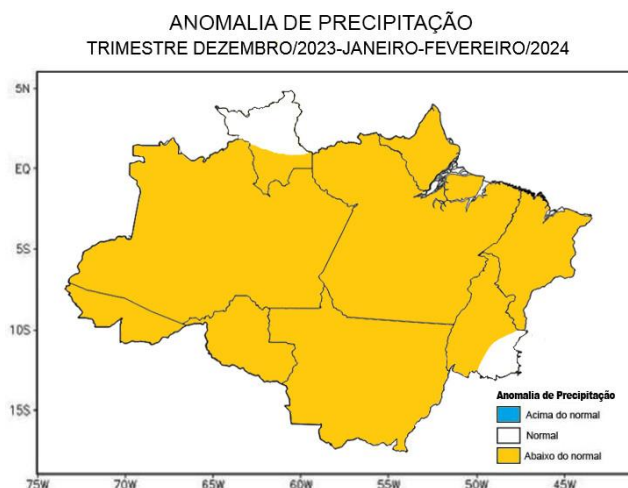 ANOMALIA DE PRECIPITAÇÃO
TRIMESTRE DEZEMBRO/2023-JANEIRO-FEVEREIRO/2024
5N
EQ
5S
10S
15S
Anomalia de Precipitação
Acima do normal
Normal
Abaixo do normal
75W 70W 65W 60W 55W 50W 45W